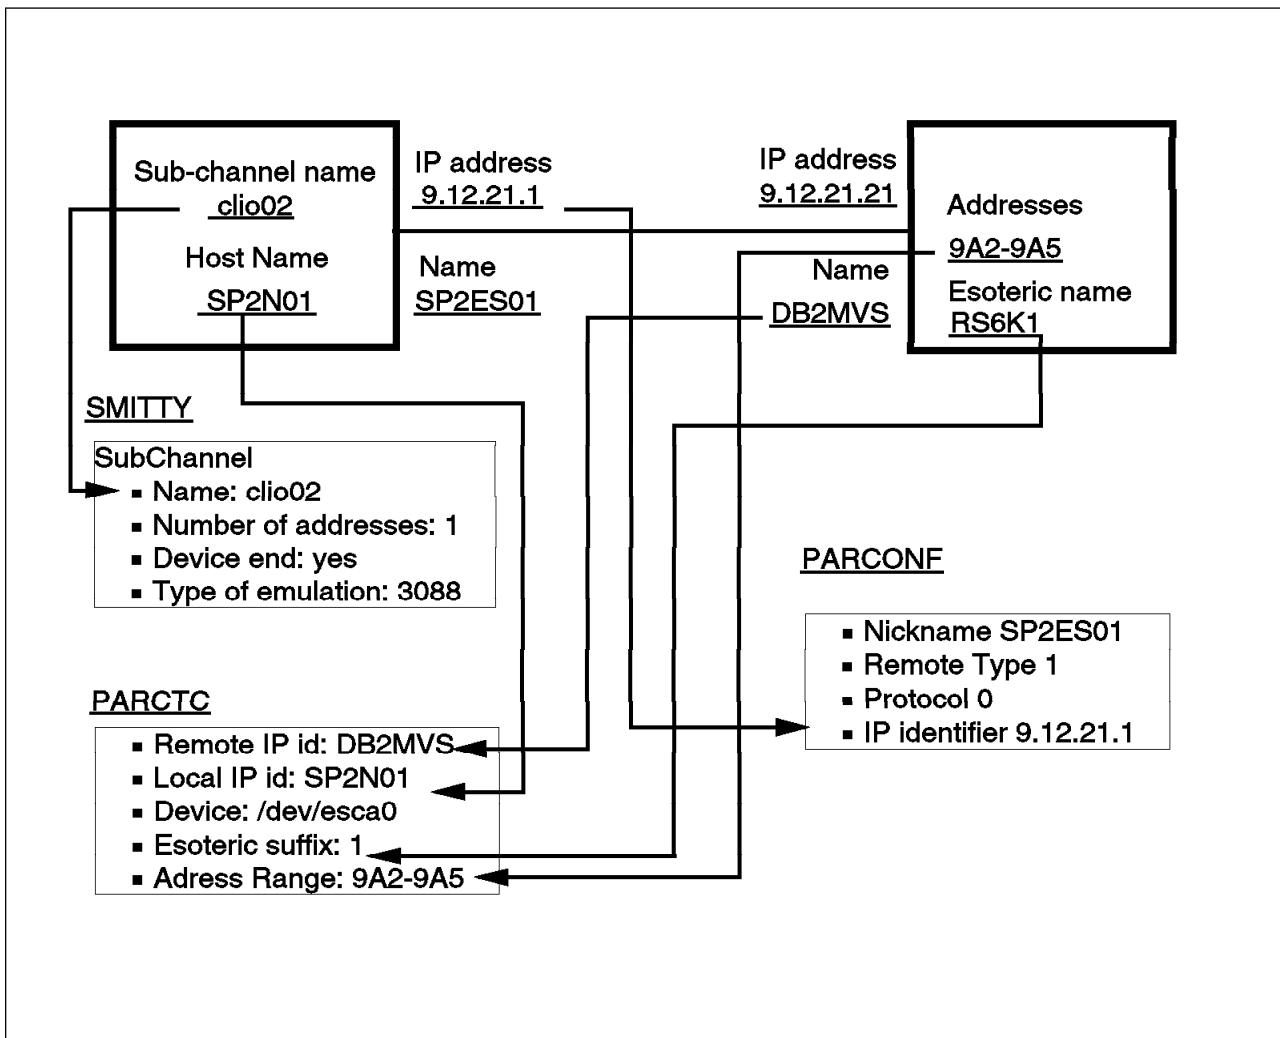 Sub-channel name
clio02
Host Name
SP2N01
IP address
9.12.21.1
Name
SP2ES01
IP address
9.12.21.21
Name
DB2MVS
Addresses
9A2-9A5
Esoteric name
RS6K1
SMITTY
SubChannel
▪ Name: clio02
▪ Number of addresses: 1
▪ Device end: yes
▪ Type of emulation: 3088
PARCONF
▪ Nickname SP2ES01
▪ Remote Type 1
▪ Protocol 0
▪ IP identifier 9.12.21.1
PARCTC
▪ Remote IP id: DB2MVS
▪ Local IP id: SP2N01
▪ Device: /dev/esca0
▪ Esoteric suffix: 1
▪ Adress Range: 9A2-9A5